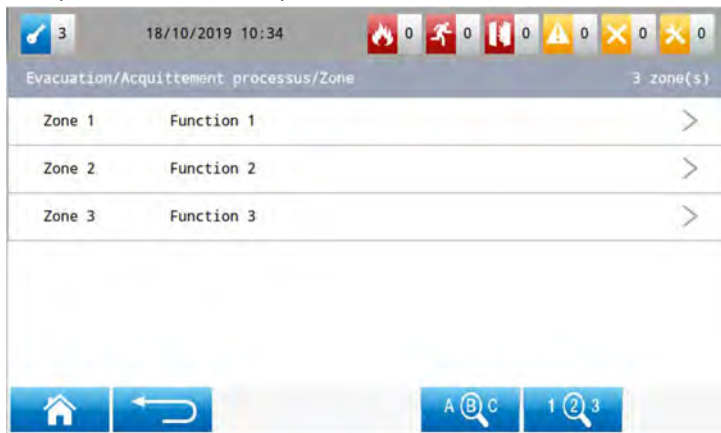 3 18/10/2019 10:34 0 0 0 0 0 0
Evacuation/Acquittement processus/Zone 3 zone(s)
Zone 1 Function 1
Zone 2 Function 2
Zone 3 Function 3
A B C 1 2 3